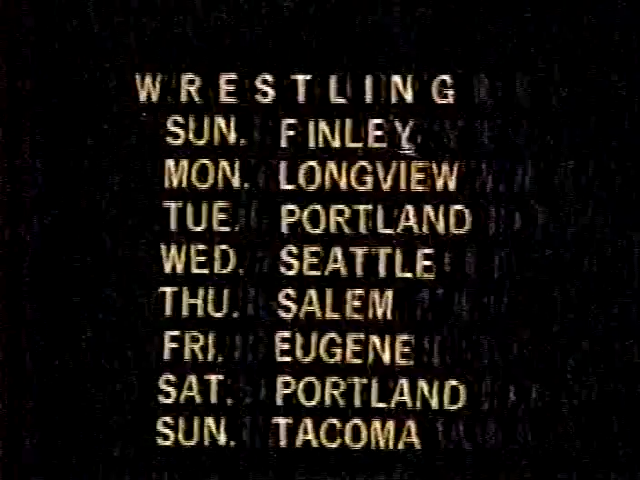 WRESTLING
SUN. FINLEY
MON. LONGVIEW
TUE. PORTLAND
WED. SEATTLE
THU. SALEM
FRI. EUGENE
SAT. PORTLAND
SUN. TACOMA